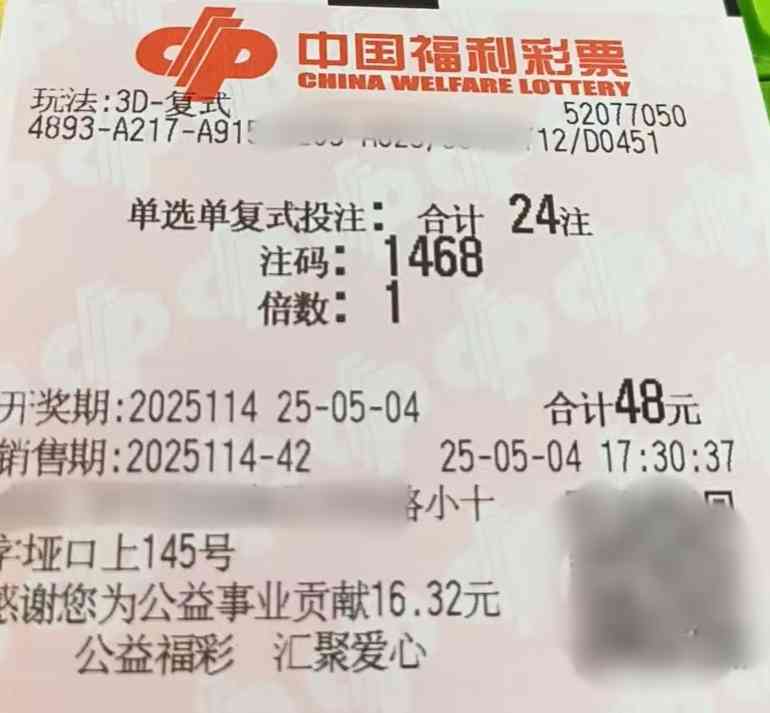 中国福利彩票
CHINA WELFARE LOTTERY
玩法:3D-复式 52077050
4893-A217-A915 12/D0451
单选单复式投注: 合计 24注
注码: 1468
倍数: 1
开奖期:2025114 25-05-04 合计48元
销售期:2025114-42 25-05-04 17:30:37
路小十
字垭口上145号
感谢您为公益事业贡献16.32元
公益福彩 汇聚爱心